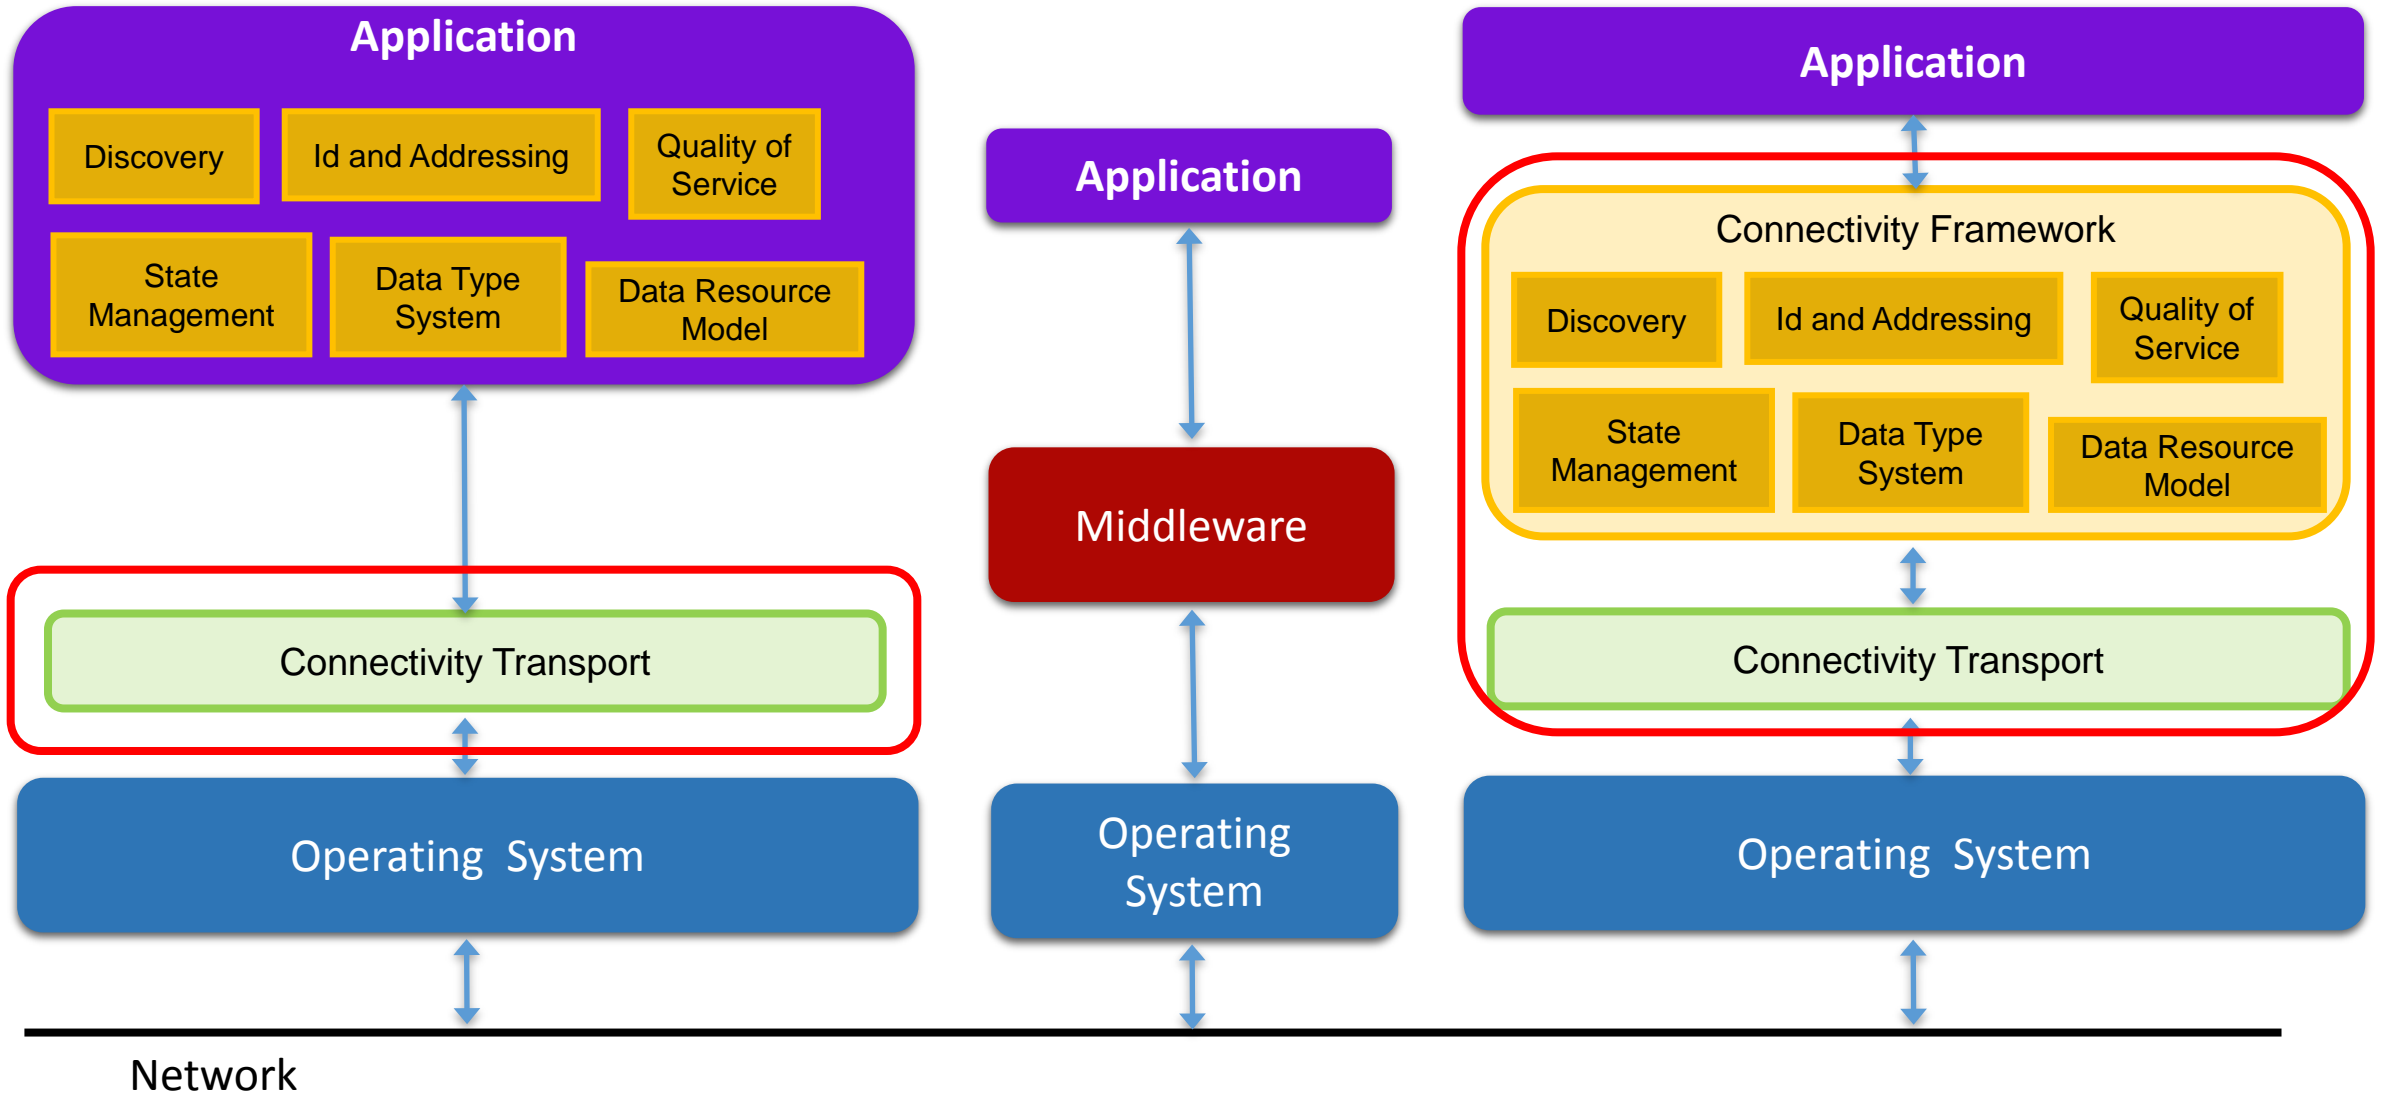 Application
Discovery
Id and Addressing
Quality of
Service
State
Management
Data Type
System
Data Resource
Model
Connectivity Transport
Operating System
Application
Middleware
Operating
System
Application
Connectivity Framework
Discovery
Id and Addressing
Quality of
Service
State
Management
Data Type
System
Data Resource
Model
Connectivity Transport
Operating System
Network